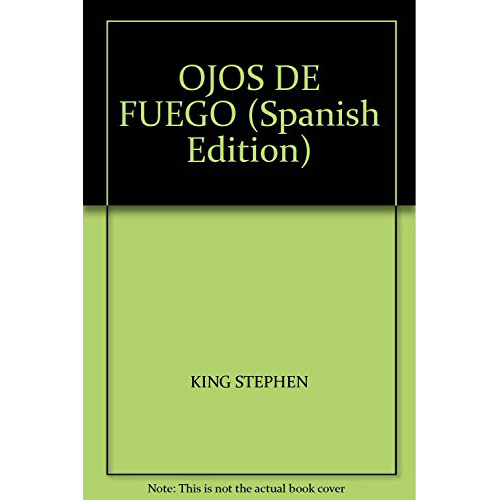 OJOS DE
FUEGO (Spanish
Edition)
KING STEPHEN
Note: This is not the actual book cover